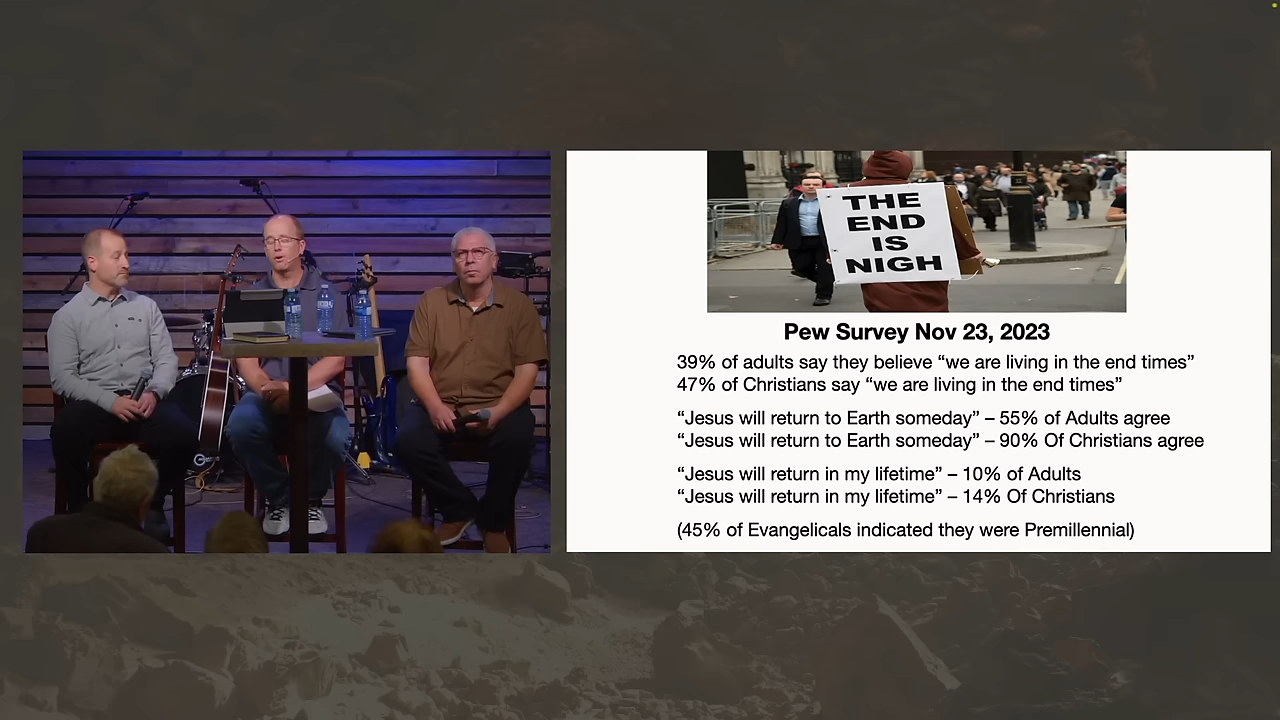 THE
END
IS
NIGH
Pew Survey Nov 23, 2023
39% of adults say they believe “we are living in the end times”
47% of Christians say “we are living in the end times”
“Jesus will return to Earth someday” – 55% of Adults agree
“Jesus will return to Earth someday” – 90% Of Christians agree
“Jesus will return in my lifetime” – 10% of Adults
“Jesus will return in my lifetime” – 14% Of Christians
(45% of Evangelicals indicated they were Premillennial)